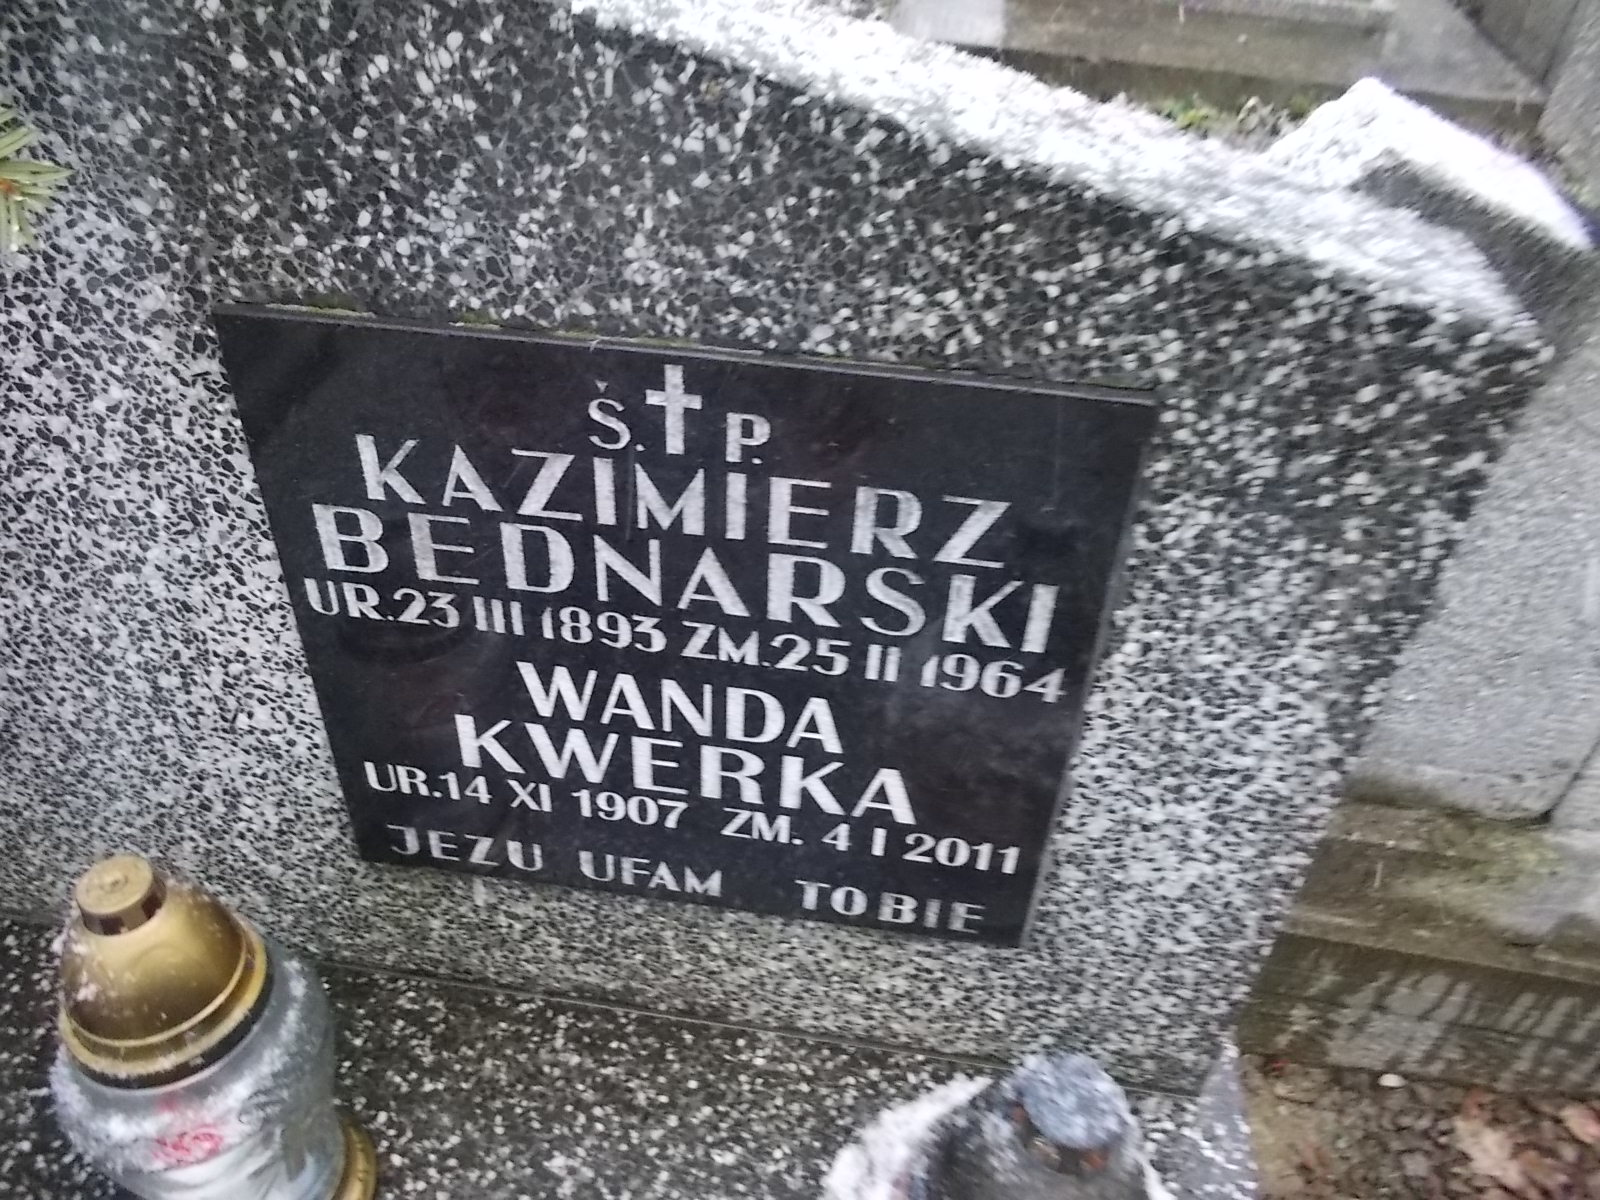 Ś. P.
KAZIMIERZ
BEDNARSKI
UR. 23 III 1893 ZM. 25 II 1964
WANDA
KWERKA
UR. 14 XI 1907 ZM. 4 I 2011
JEZU UFAM TOBIE